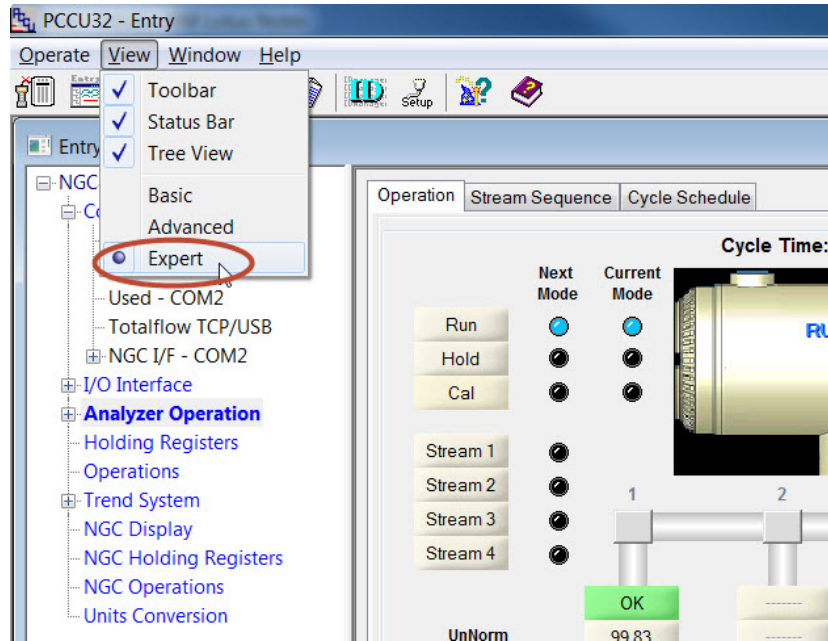 PCCU32 - Entry
Operate View Window Help
Toolbar
Status Bar
Tree View
Basic
Advanced
Expert
Setup
Entry
NGC
Used - COM2
Totalflow TCP/USB
NGC I/F - COM2
I/O Interface
Analyzer Operation
Holding Registers
Operations
Trend System
NGC Display
NGC Holding Registers
NGC Operations
Units Conversion
Operation Stream Sequence Cycle Schedule
Cycle Time:
Next Mode
Current Mode
Run
Hold
Cal
Stream 1
Stream 2
Stream 3
Stream 4
1 2
OK -------
UnNorm 99.83 -------